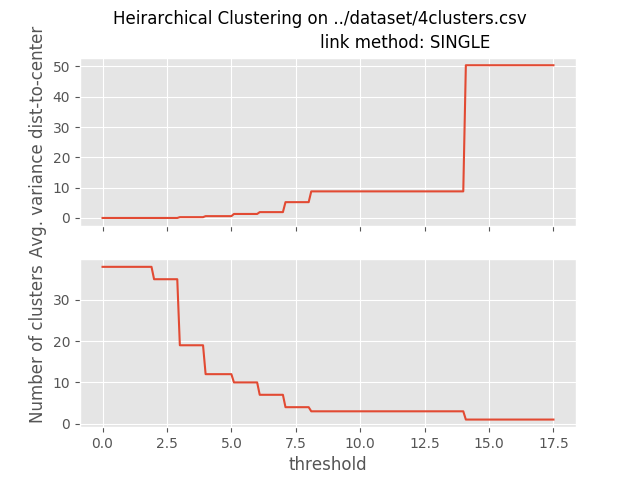 Heirarchical Clustering on ../dataset/4clusters.csv
link method: SINGLE
Avg. variance dist-to-center
50
40
30
20
10
0
Number of clusters
30
20
10
0
0.0 2.5 5.0 7.5 10.0 12.5 15.0 17.5
threshold